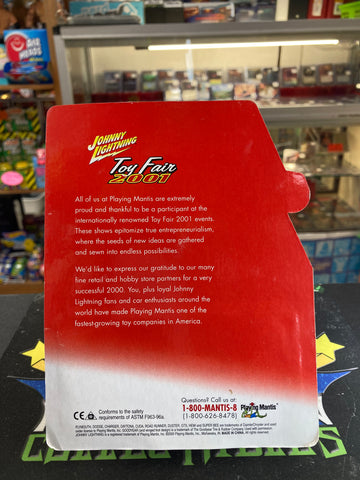 AIRHEADS
JOHNNY
LIGHTNING
Toy Fair
2001
All of us at Playing Mantis are extremely
proud and thankful to be a participant at the
internationally renowned Toy Fair 2001 events.
These shows epitomize true entrepreneurialism,
where the seeds of new ideas are gathered
and sewn into endless possibilities.
We'd like to express our gratitude to our many
fine retail and hobby store partners for a very
successful 2000. You, plus loyal Johnny
Lightning fans and car enthusiasts around the
world have made Playing Mantis one of the
fastest-growing toy companies in America.
CE
Conforms to the safety
requirements of ASTM F963-96a.
Questions? Call us at:
1-800-MANTIS-8
[1-800-626-8478]
Playing Mantis
COLLECTIBLES